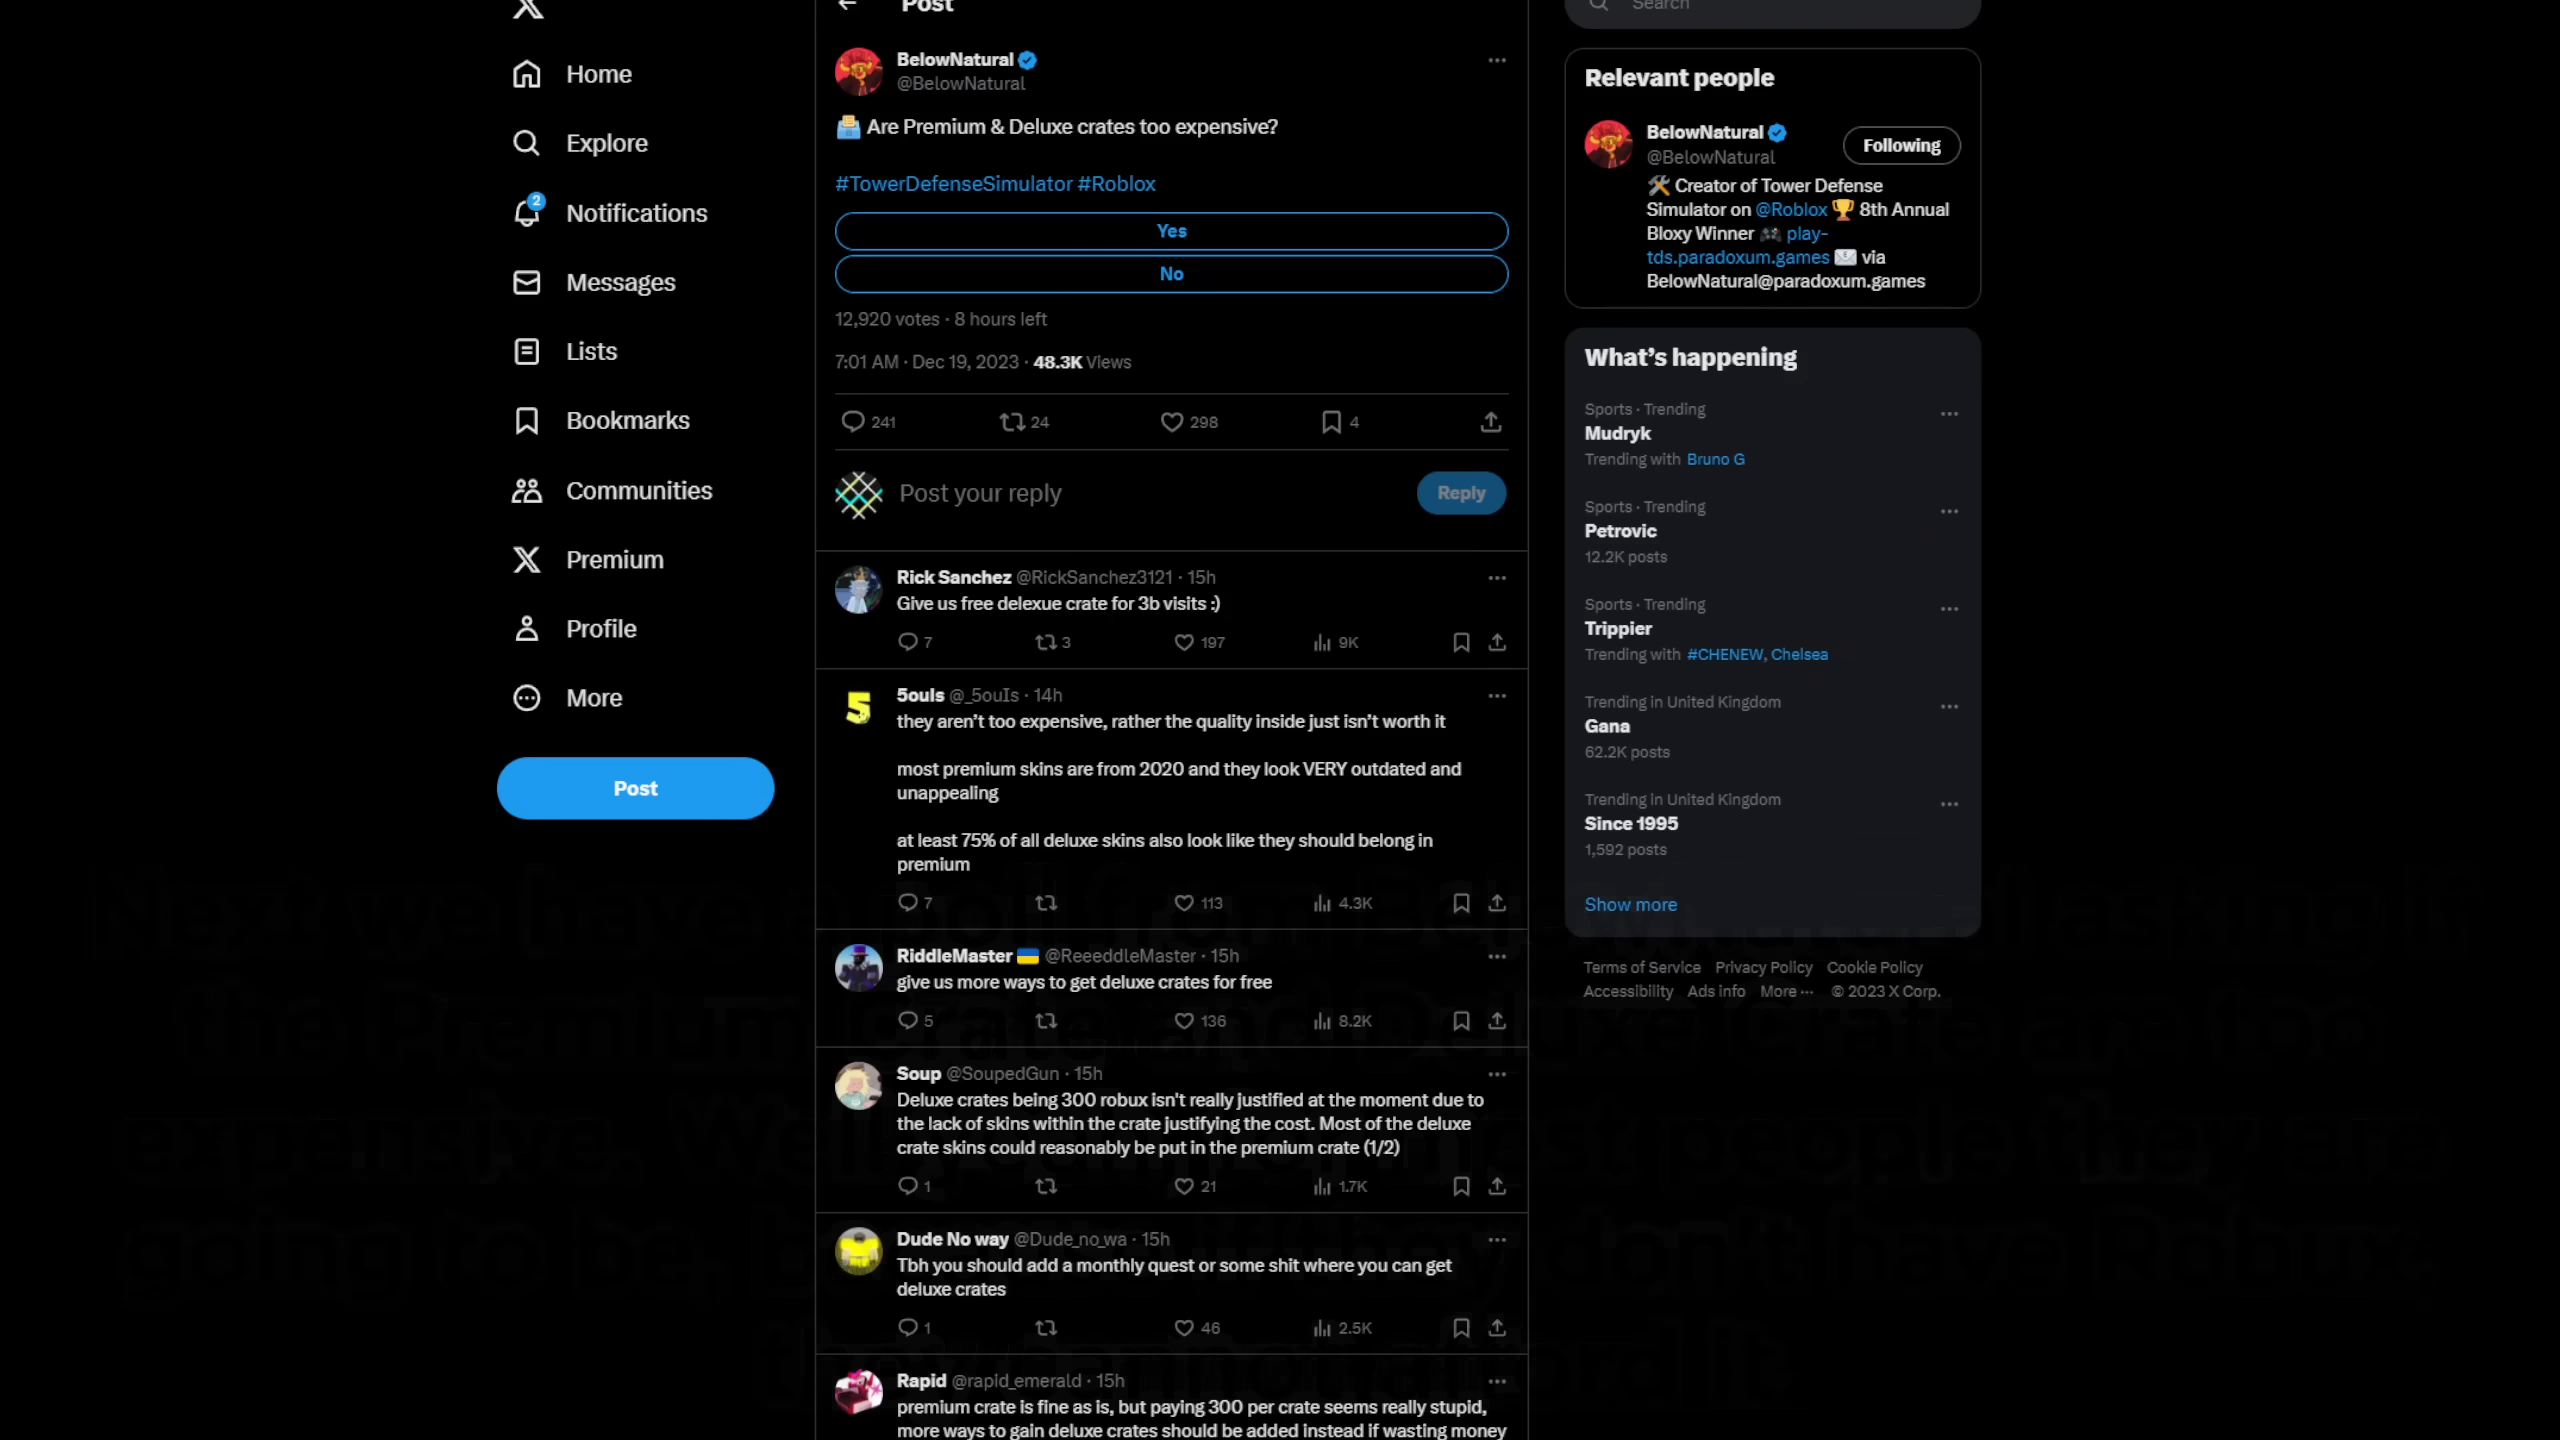 Home
Explore
2
Notifications
Messages
Lists
Bookmarks
Communities
Premium
Profile
More
Post
Post
BelowNatural
@BelowNatural
Are Premium & Deluxe crates too expensive?
#TowerDefenseSimulator #Roblox
Yes
No
12,920 votes · 8 hours left
7:01 AM · Dec 19, 2023 · 48.3K Views
241 24 298 4
Post your reply
Reply
Rick Sanchez @RickSanchez3121 · 15h
Give us free delexue crate for 3b visits :)
7 3 197 9K
5ouls @_5ouIs · 14h
they aren't too expensive, rather the quality inside just isn't worth it
most premium skins are from 2020 and they look VERY outdated and
unappealing
at least 75% of all deluxe skins also look like they should belong in
premium
7 113 4.3K
RiddleMaster @ReeeddleMaster · 15h
give us more ways to get deluxe crates for free
5 136 8.2K
Soup @SoupedGun · 15h
Deluxe crates being 300 robux isn't really justified at the moment due to
the lack of skins within the crate justifying the cost. Most of the deluxe
crate skins could reasonably be put in the premium crate (1/2)
1 21 1.7K
Dude No way @Dude_no_wa · 15h
Tbh you should add a monthly quest or some shit where you can get
deluxe crates
1 46 2.5K
Rapid @rapid_emerald · 15h
premium crate is fine as is, but paying 300 per crate seems really stupid,
more ways to gain deluxe crates should be added instead if wasting money
Search
Relevant people
BelowNatural
@BelowNatural
Following
Creator of Tower Defense
Simulator on @Roblox 8th Annual
Bloxy Winner play-
tds.paradoxum.games via
BelowNatural@paradoxum.games
What's happening
Sports · Trending
Mudryk
Trending with Bruno G
Sports · Trending
Petrovic
12.2K posts
Sports · Trending
Trippier
Trending with #CHENEW, Chelsea
Trending in United Kingdom
Gana
62.2K posts
Trending in United Kingdom
Since 1995
1,592 posts
Show more
Terms of Service Privacy Policy Cookie Policy
Accessibility Ads info More ··· © 2023 X Corp.